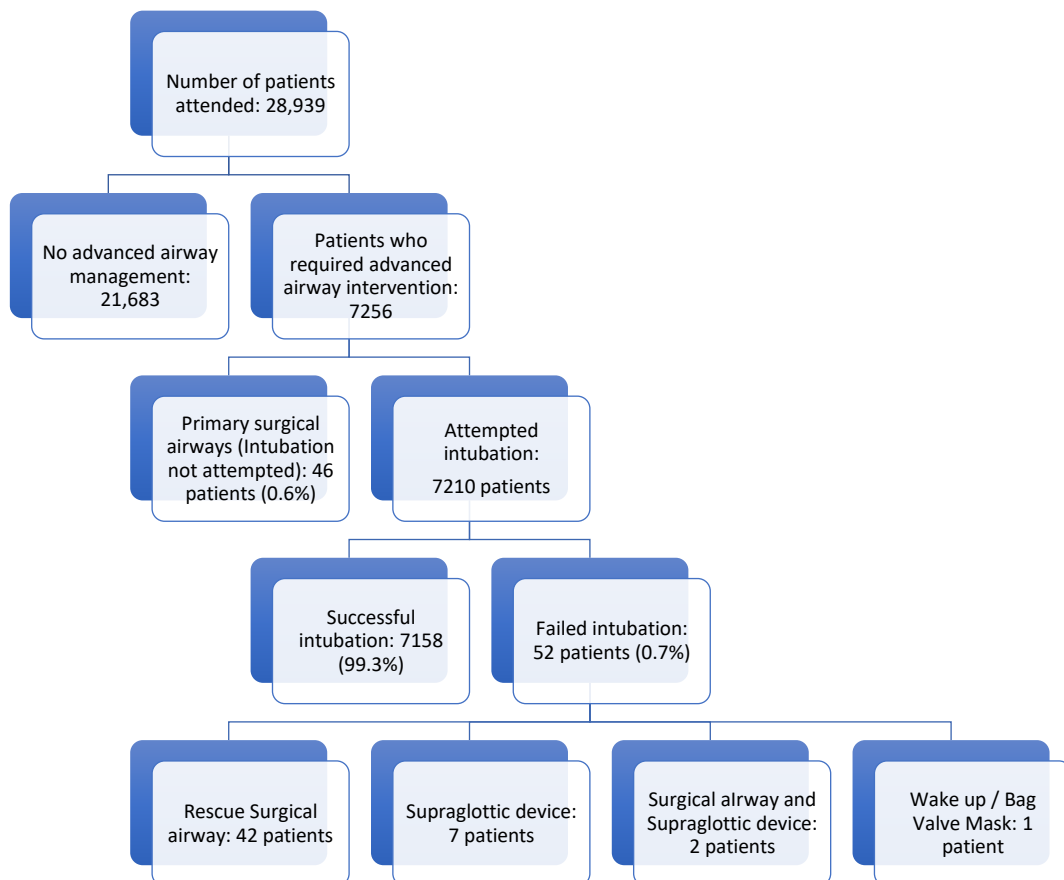 Number of patients
attended: 28,939
No advanced airway
management:
21,683
Patients who
required advanced
airway intervention:
7256
Primary surgical
airways (Intubation
not attempted): 46
patients (0.6%)
Attempted
intubation:
7210 patients
Successful
intubation: 7158
(99.3%)
Failed intubation:
52 patients (0.7%)
Rescue Surgical
airway: 42 patients
Supraglottic device:
7 patients
Surgical aIrway and
Supraglottic device:
2 patients
Wake up / Bag
Valve Mask: 1
patient